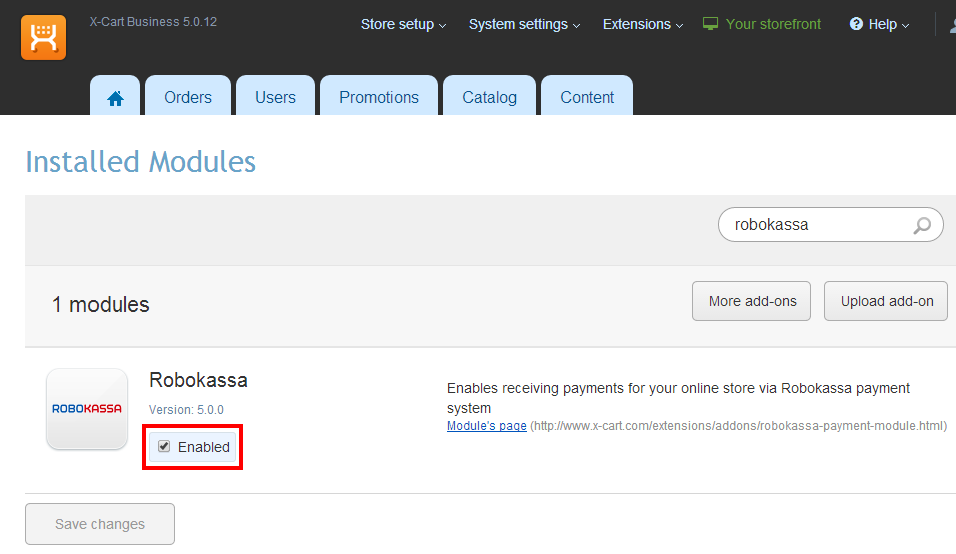 X-Cart Business 5.0.12
Store setup
System settings
Extensions
Your storefront
? Help
Orders
Users
Promotions
Catalog
Content
Installed Modules
robokassa
1 modules
More add-ons
Upload add-on
ROBOKASSA
Robokassa
Version: 5.0.0
Enabled
Enables receiving payments for your online store via Robokassa payment
system
Module's page (http://www.x-cart.com/extensions/addons/robokassa-payment-module.html)
Save changes